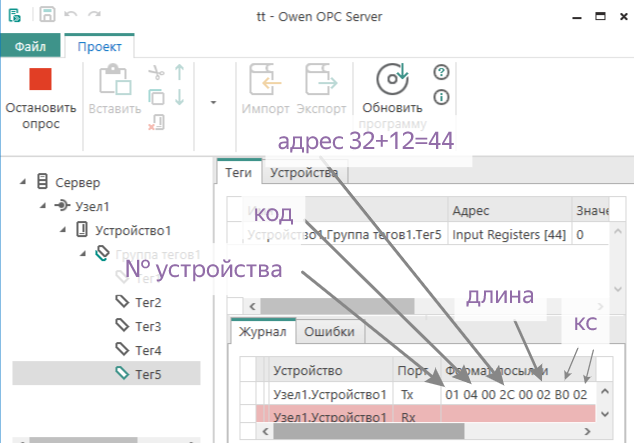 tt - Owen OPC Server
Файл
Проект
Остановить опрос
Вставить
Импорт
Экспорт
Обновить программу
адрес 32+12=44
Сервер
Узел1
Устройство1
Группа тегов1
Тег2
Тег3
Тег4
Тег5
Теги
Устройства
Адрес
Значе
Устройство1.Группа тегов1.Тег5
Input Registers [44]
0
код
№ устройства
длина
кс
Журнал
Ошибки
Устройство
Порт
Формат посылки
Узел1.Устройство1
Tx
01 04 00 2C 00 02 B0 02
Узел1.Устройство1
Rx